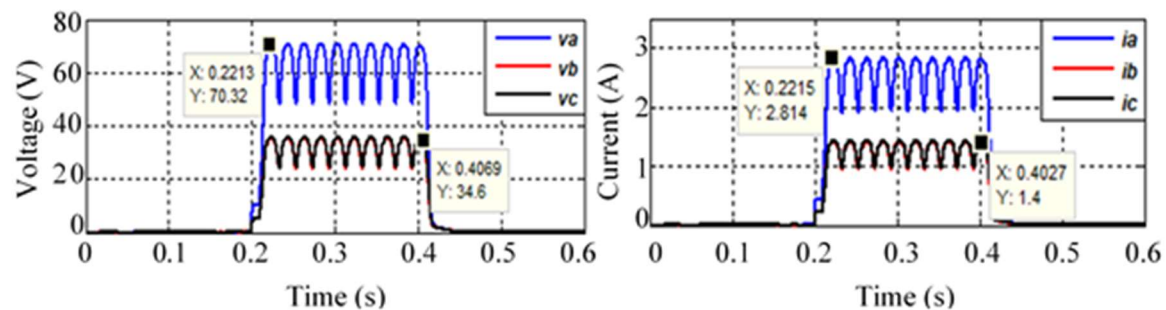 Voltage (V)
80
60
40
20
0
0 0.1 0.2 0.3 0.4 0.5 0.6
Time (s)
X: 0.2213
Y: 70.32
X: 0.4069
Y: 34.6
va
vb
vc
Current (A)
3
2
1
0
0 0.1 0.2 0.3 0.4 0.5 0.6
Time (s)
X: 0.2215
Y: 2.814
X: 0.4027
Y: 1.4
ia
ib
ic